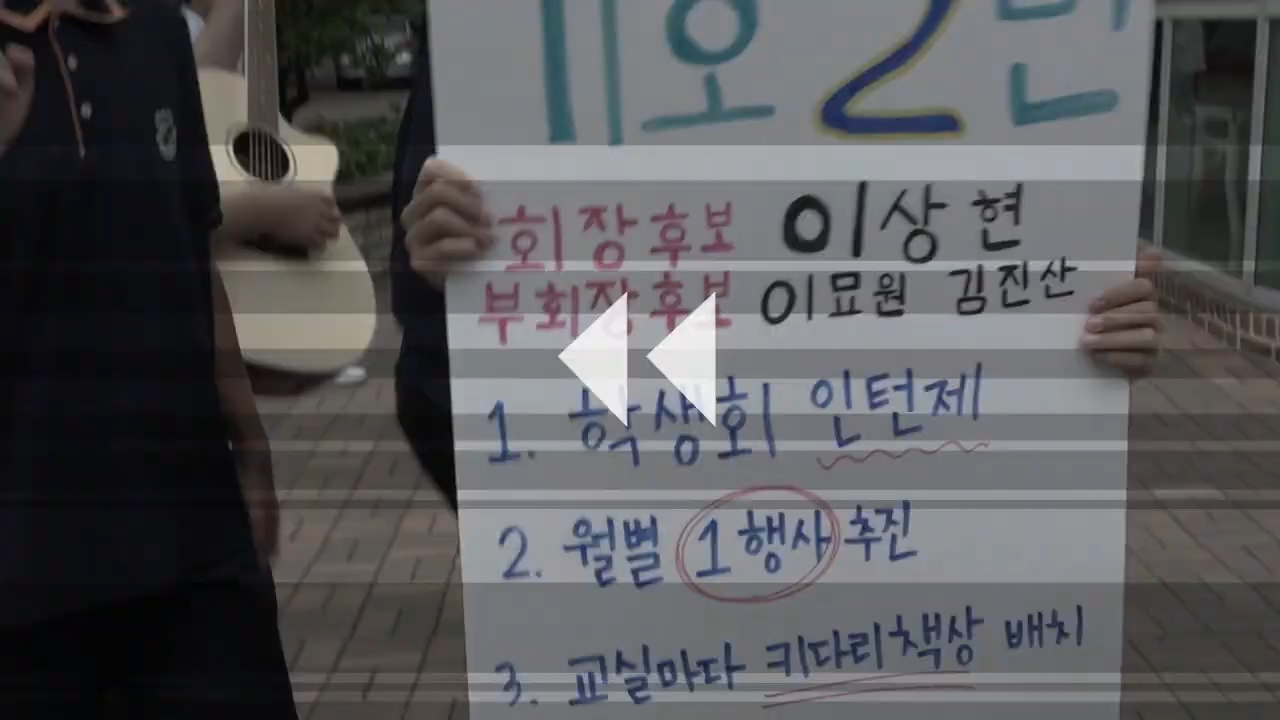 기호 2번
회장후보 이상현
부회장후보 이묘원 김진산
1. 학생회 인턴제
2. 월별 1행사 추진
3. 교실마다 키다리책상 배치